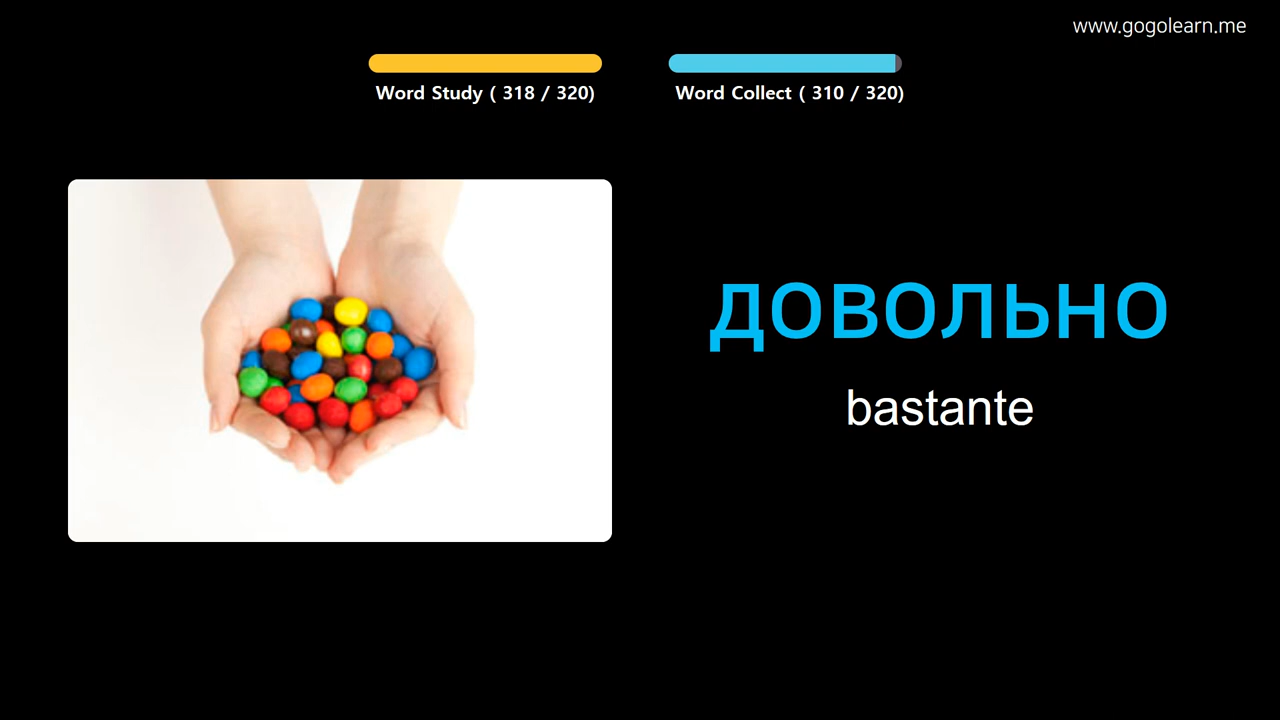 www.gogolearn.me
Word Study ( 318 / 320)
Word Collect ( 310 / 320)
довольно
bastante